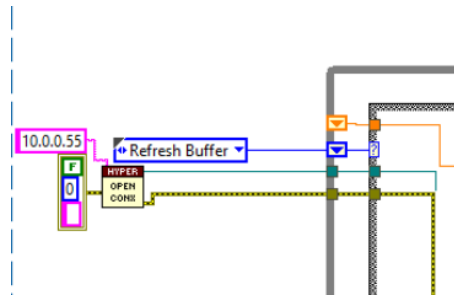 10.0.0.55
Refresh Buffer
F
0
HYPER
OPEN
CONX
?